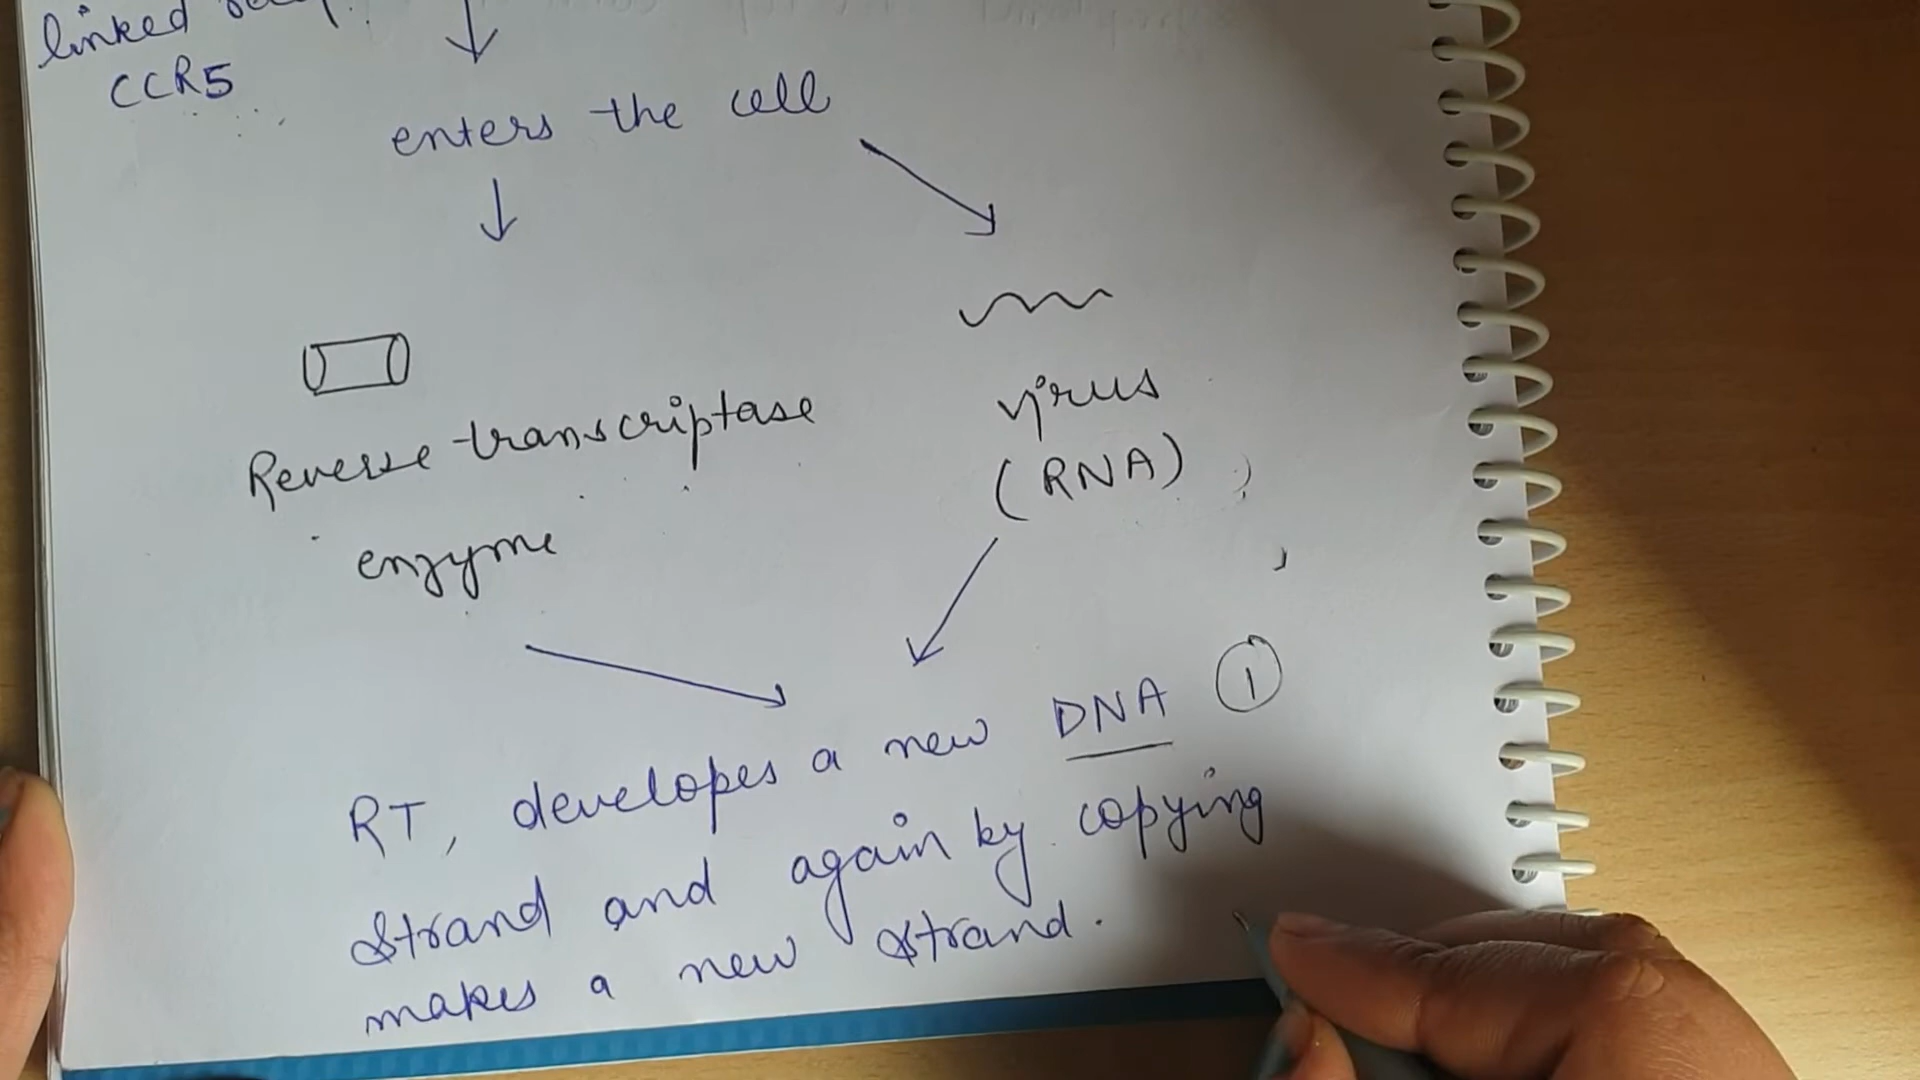 linked
CCR5
enters the cell
Reverse transcriptase
enzyme
virus
(RNA)
RT, developes a new DNA ①
strand and again by copying
makes a new strand.